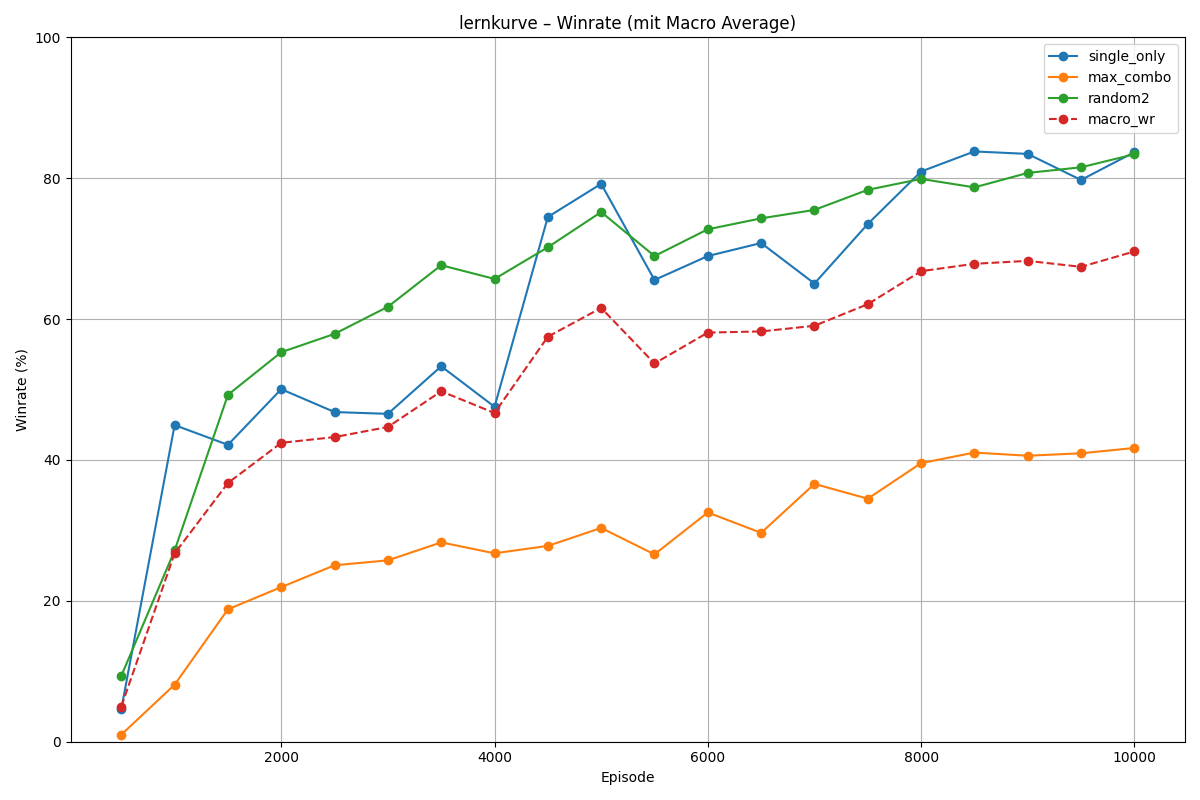 lernkurve – Winrate (mit Macro Average)
single_only
max_combo
random2
macro_wr
Winrate (%)
100
80
60
40
20
0
2000 4000 6000 8000 10000
Episode